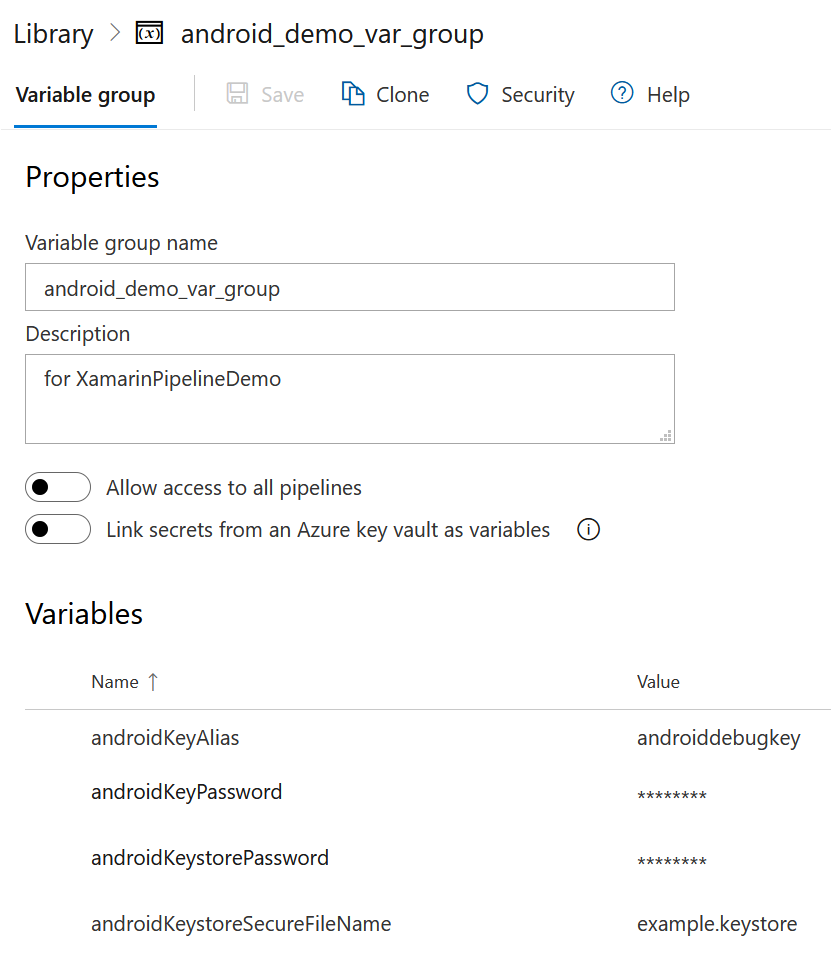 Library > (x) android_demo_var_group
Variable group Save Clone Security ? Help
Properties
Variable group name
android_demo_var_group
Description
for XamarinPipelineDemo
Allow access to all pipelines
Link secrets from an Azure key vault as variables i
Variables
Name ↑ Value
androidKeyAlias androiddebugkey
androidKeyPassword ********
androidKeystorePassword ********
androidKeystoreSecureFileName example.keystore